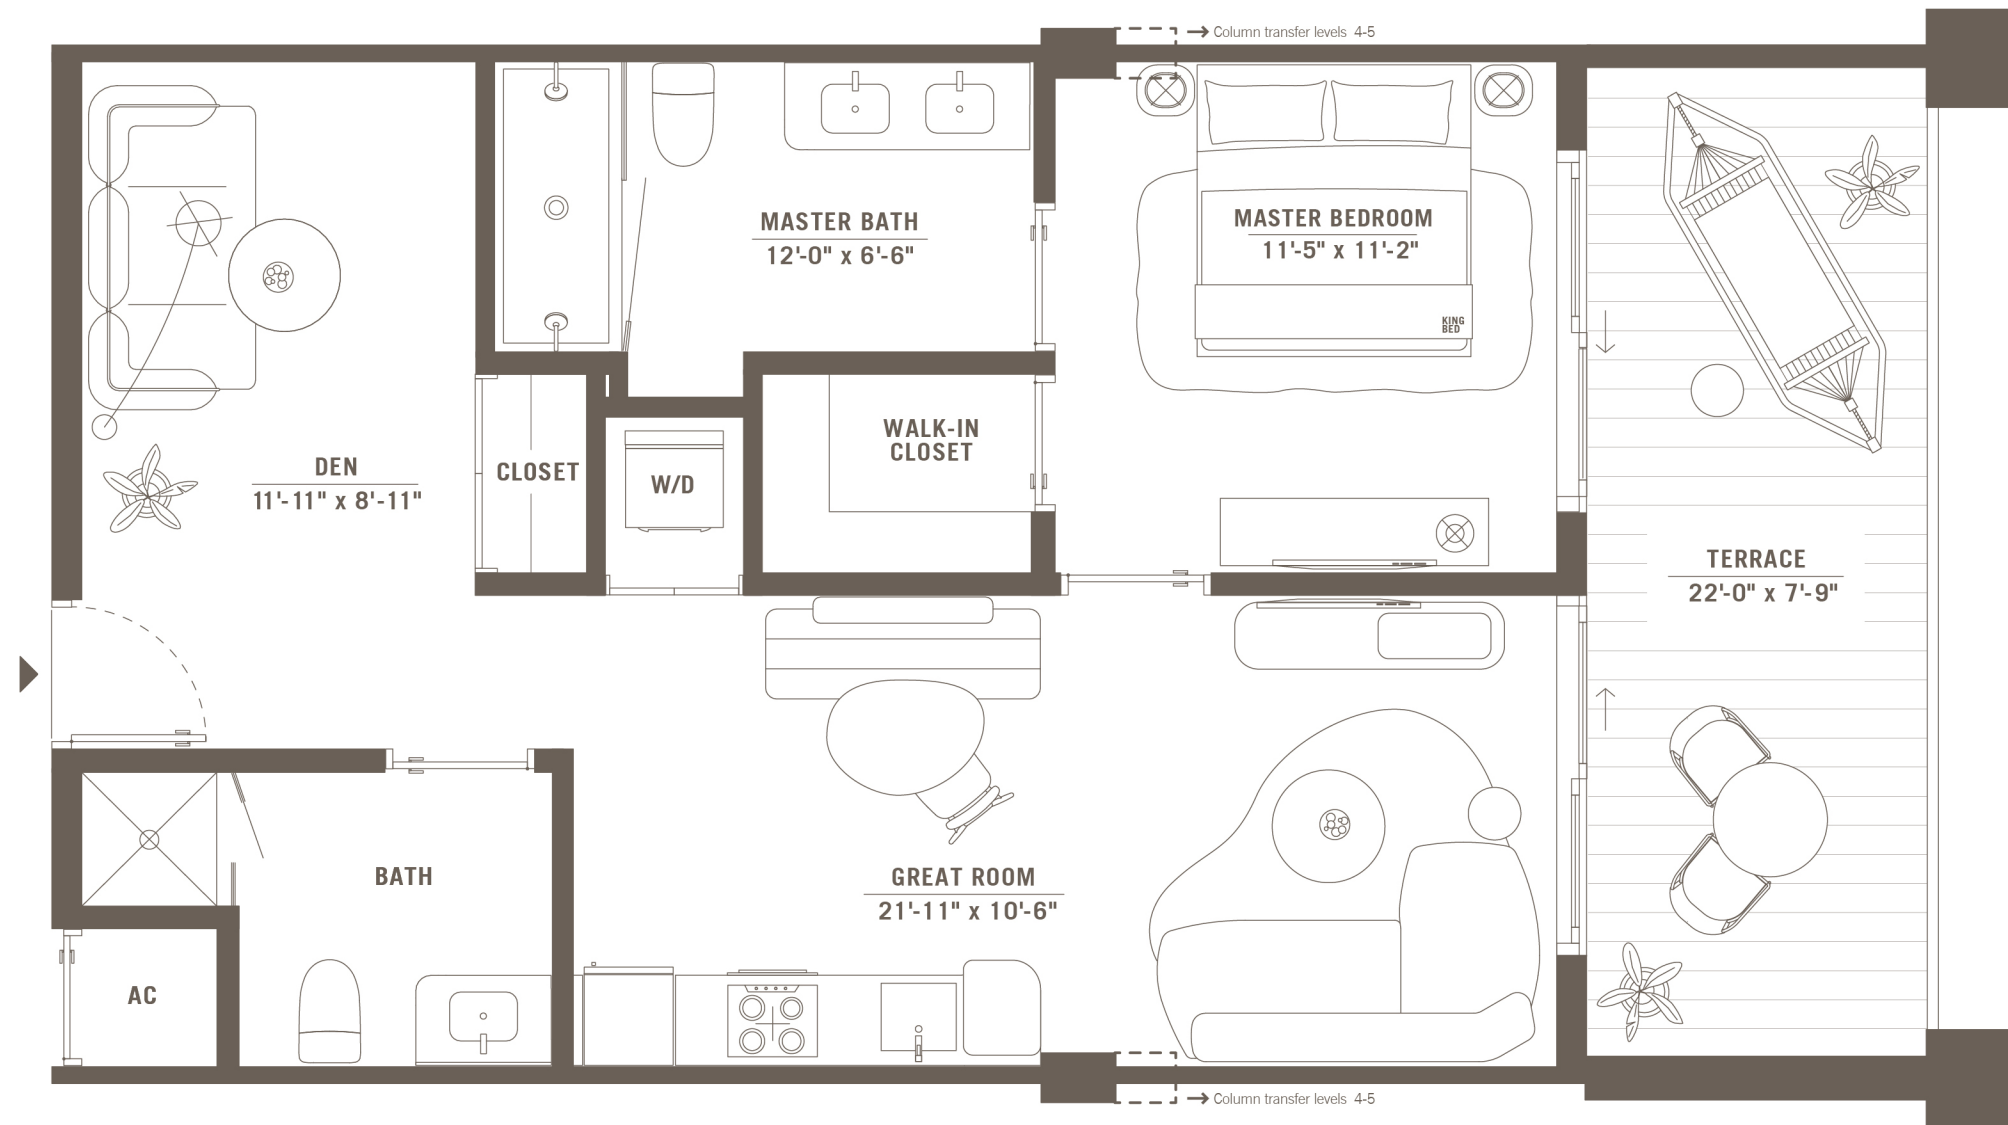 Column transfer levels 4-5
MASTER BATH
12'-0" x 6'-6"
MASTER BEDROOM
11'-5" x 11'-2"
KING
BED
WALK-IN
CLOSET
DEN
11'-11" x 8'-11"
CLOSET
W/D
TERRACE
22'-0" x 7'-9"
BATH
GREAT ROOM
21'-11" x 10'-6"
AC
Column transfer levels 4-5